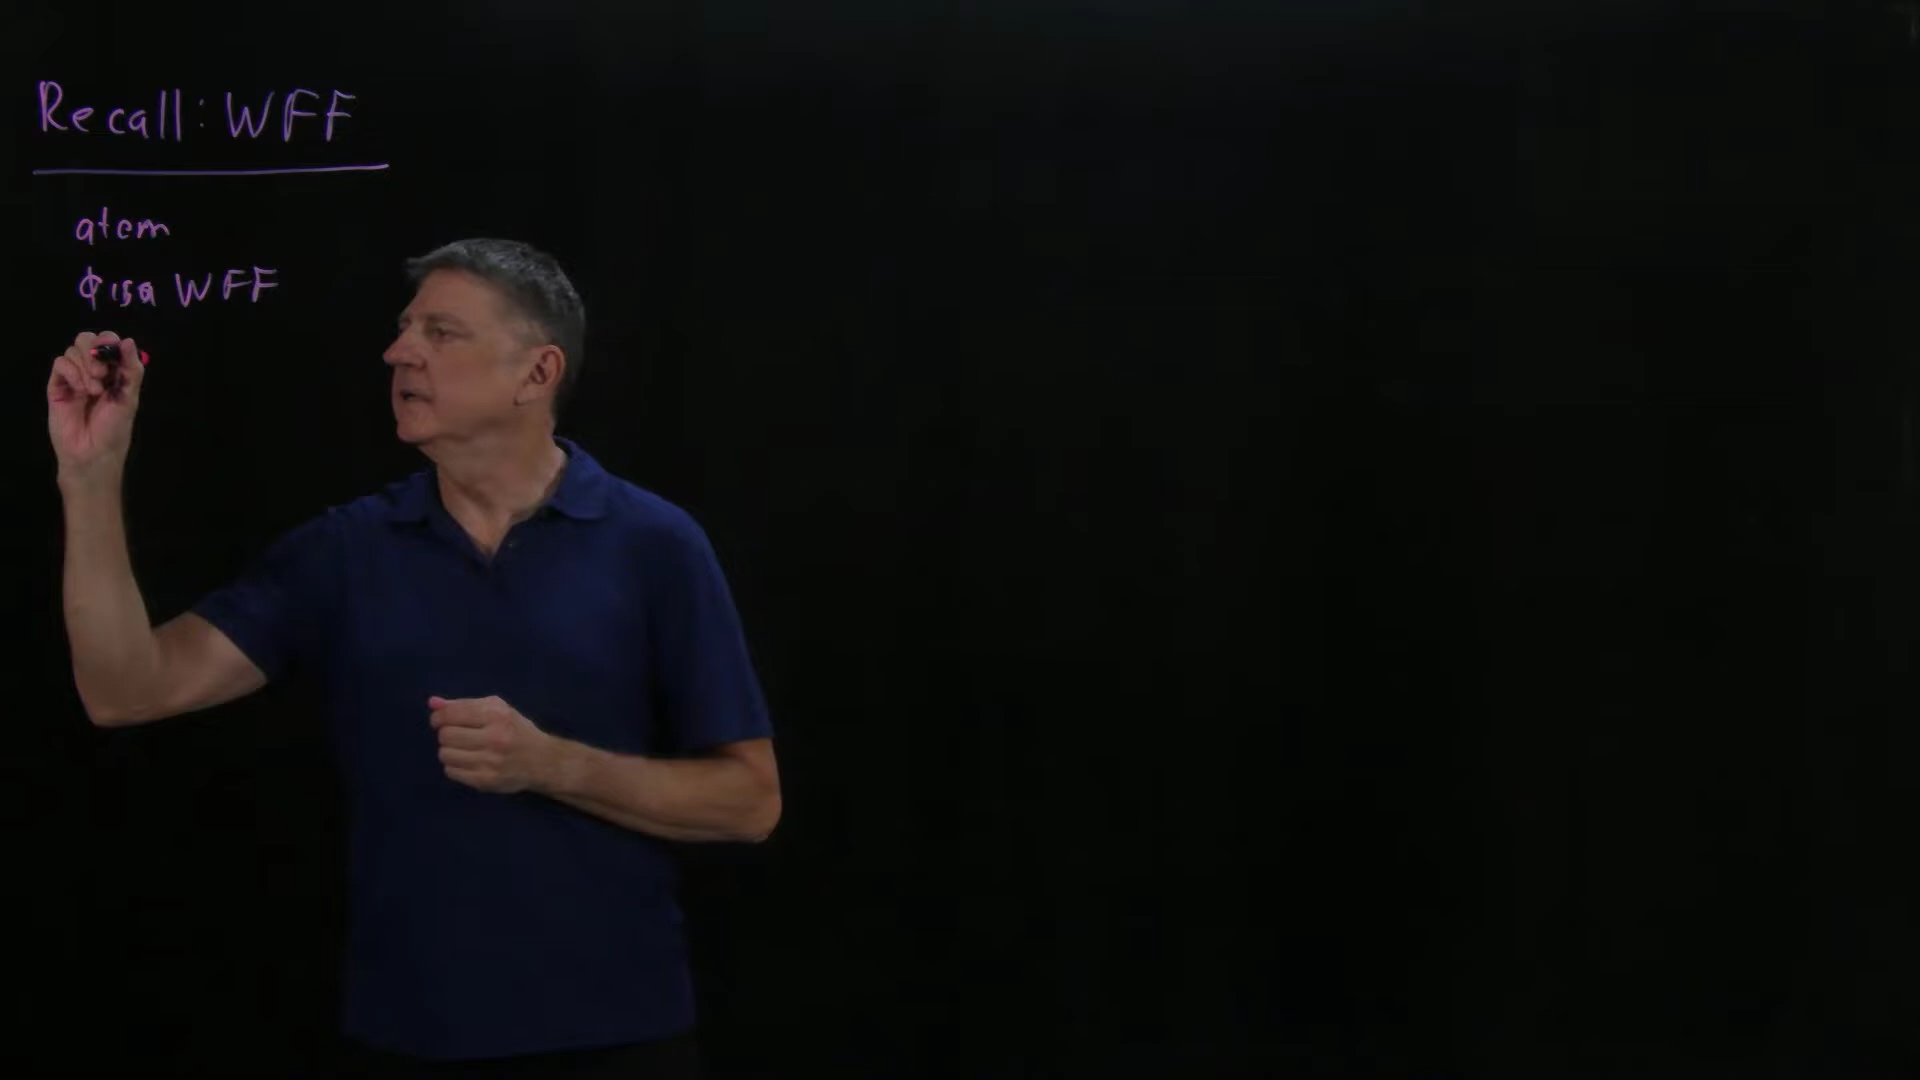 Recall: WFF
atom
φ is a WFF